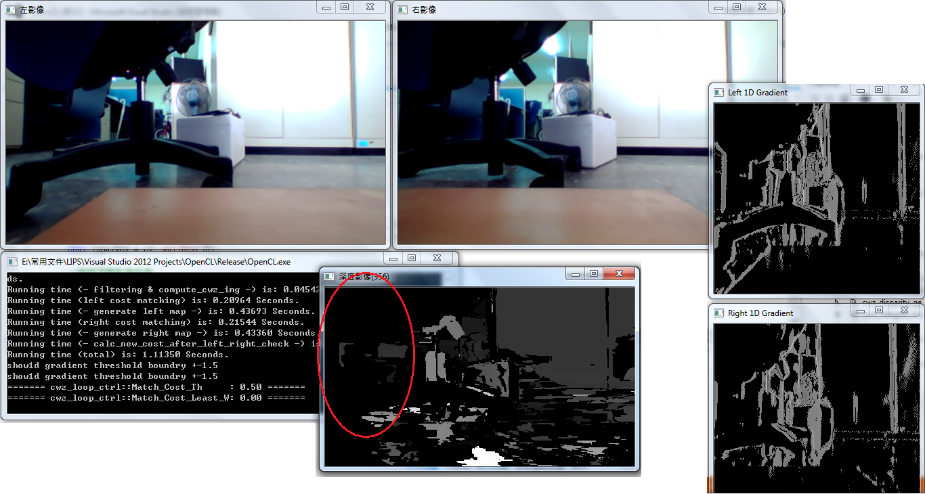 左影像
右影像
Left 1D Gradient
E:\常用文件\LIPS\Visual Studio 2012 Projects\OpenCL\Release\OpenCL.exe
ds.
Running time (- filtering & compute_cwz_img -) is: 0.0454
Running time (left cost matching) is: 0.20964 Seconds.
Running time (- generate left map -) is: 0.43693 Seconds.
Running time (right cost matching) is: 0.21544 Seconds.
Running time (- generate right map -) is: 0.43360 Seconds.
Running time (- calc_new_cost_after_left_right_check -) is
Running time (total) is: 1.11350 Seconds.
should gradient threshold boundry +-1.5
should gradient threshold boundry +-1.5
======= cwz_loop_ctrl::Match_Cost_Th     : 0.50 =======
======= cwz_loop_ctrl::Match_Cost_Least_W: 0.00 =======
深度影像(356)
Right 1D Gradient